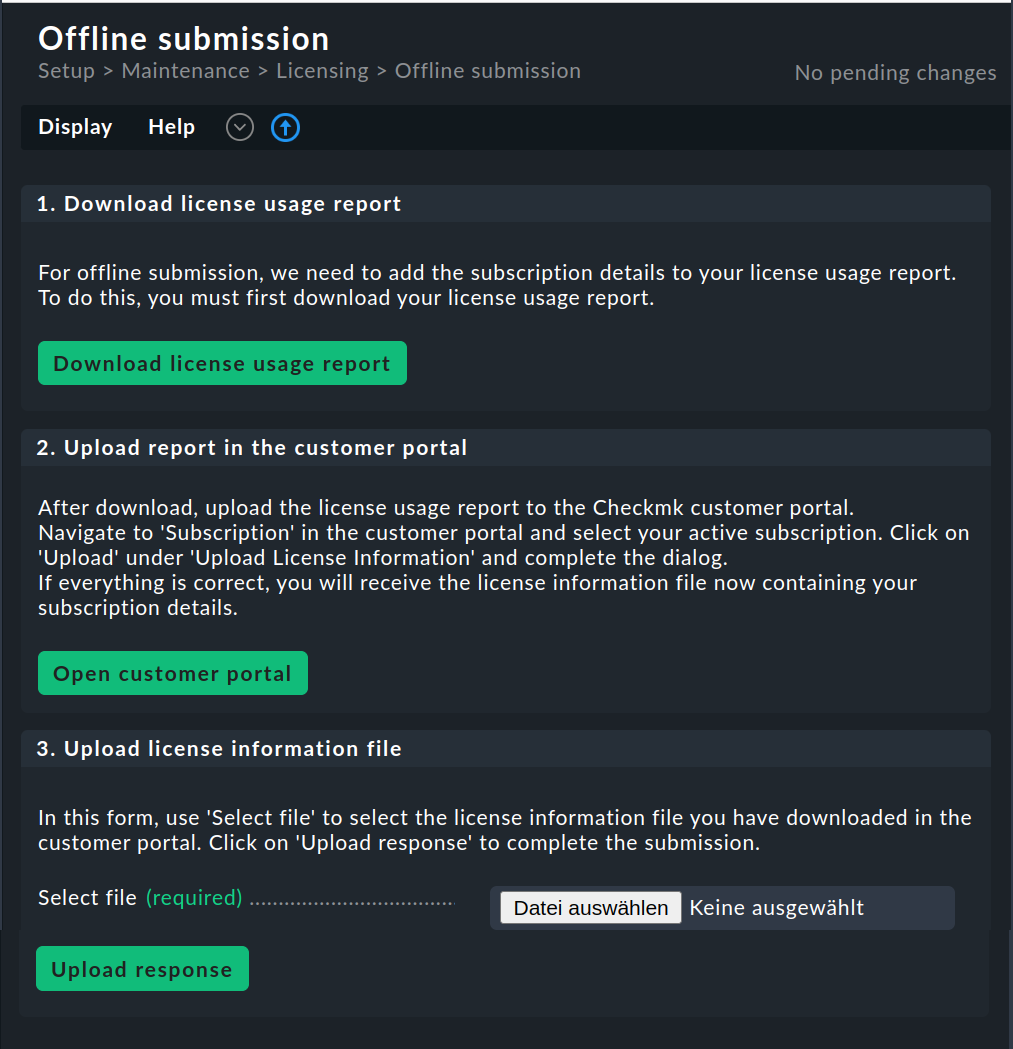 Offline submission
Setup > Maintenance > Licensing > Offline submission
No pending changes
Display Help
1. Download license usage report
For offline submission, we need to add the subscription details to your license usage report.
To do this, you must first download your license usage report.
Download license usage report
2. Upload report in the customer portal
After download, upload the license usage report to the Checkmk customer portal.
Navigate to 'Subscription' in the customer portal and select your active subscription. Click on
'Upload' under 'Upload License Information' and complete the dialog.
If everything is correct, you will receive the license information file now containing your
subscription details.
Open customer portal
3. Upload license information file
In this form, use 'Select file' to select the license information file you have downloaded in the
customer portal. Click on 'Upload response' to complete the submission.
Select file (required) Datei auswählen Keine ausgewählt
Upload response